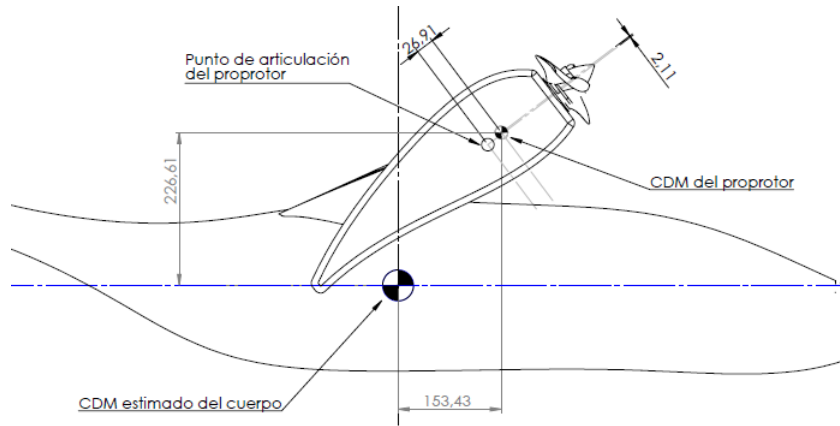 26,91
2,11
Punto de articulación
del proprotor
226,61
CDM del proprotor
CDM estimado del cuerpo
153,43